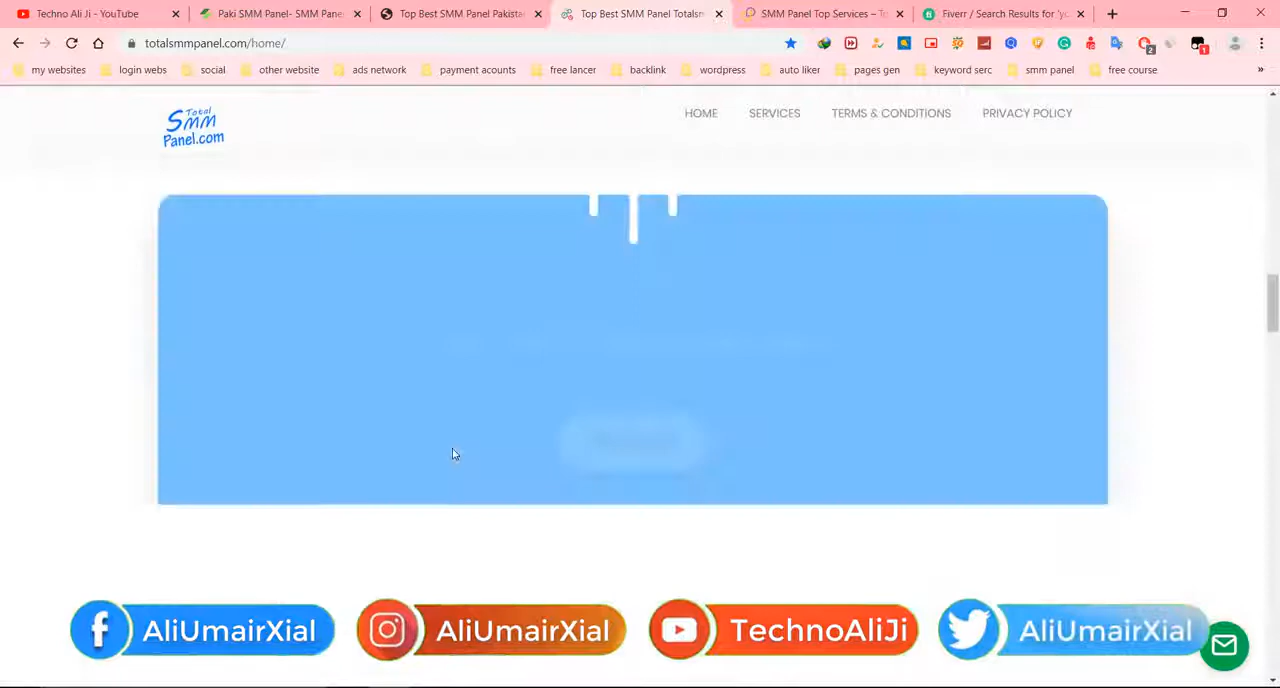 Techno Ali Ji - YouTube
Paki SMM Panel- SMM Pane
Top Best SMM Panel Pakista
Top Best SMM Panel Totalsm
SMM Panel Top Services – To
Fiverr / Search Results for 'yo
totalsmmpanel.com/home/
2
1
my websites
login webs
social
other website
ads network
payment acounts
free lancer
backlink
wordpress
auto liker
pages gen
keyword serc
smm panel
free course
»
Total
SMM
Panel.com
HOME
SERVICES
TERMS & CONDITIONS
PRIVACY POLICY
AliUmairXial
AliUmairXial
TechnoAliJi
AliUmairXial